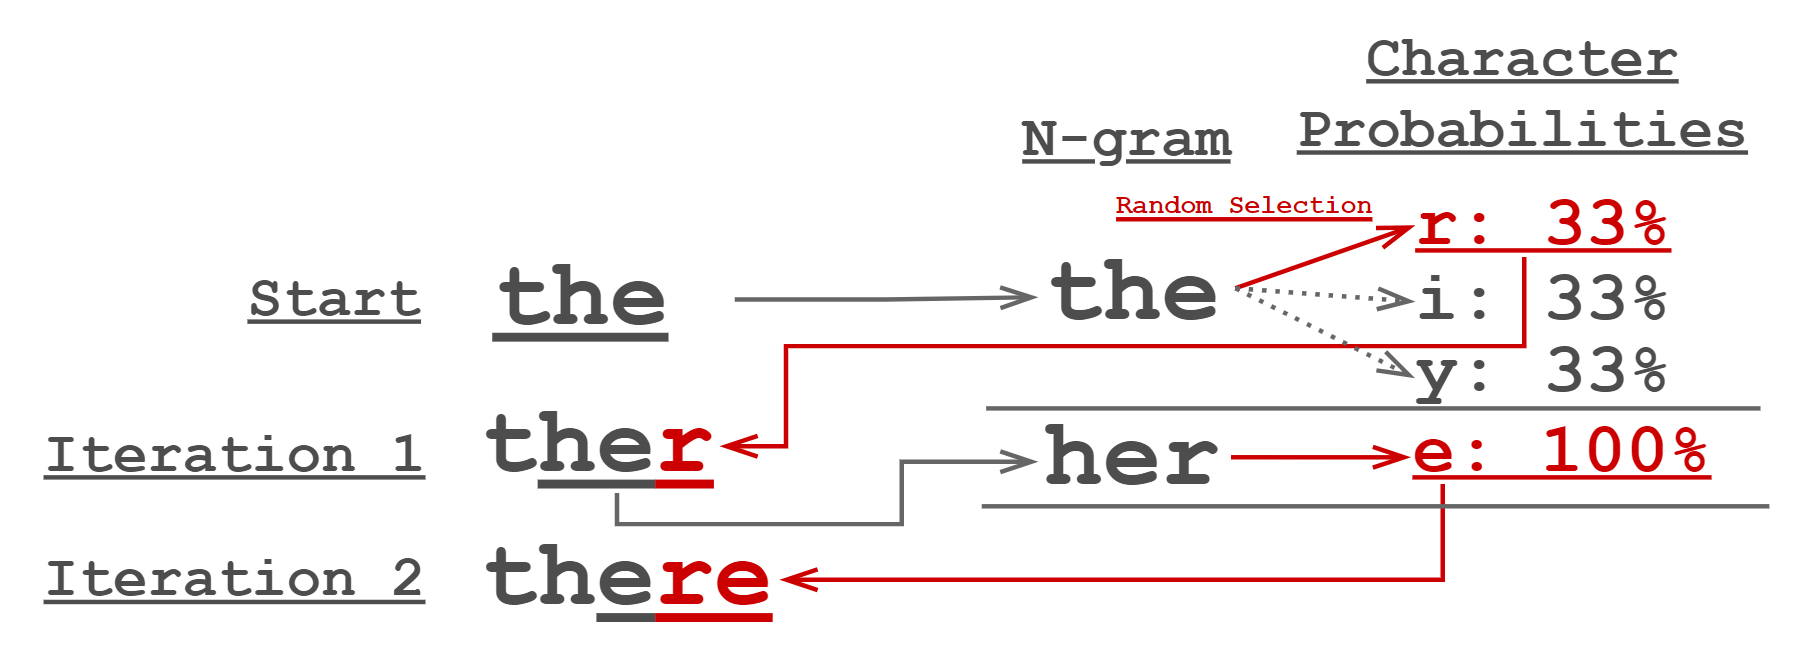 Character
Probabilities
N-gram
Random Selection
r: 33%
Start the the i: 33%
y: 33%
Iteration 1 ther her e: 100%
Iteration 2 there